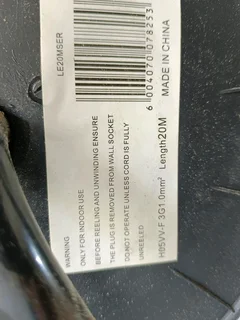 LE20MSER
6 004070 078253
MADE IN CHINA
WARNING
ONLY FOR INDOOR USE
BEFORE REELING AND UNWINDING ENSURE
THE PLUG IS REMOVED FROM WALL SOCKET
DO NOT OPERATE UNLESS CORD IS FULLY
UNREELED
H05VV-F 3G1.0mm² Length20M